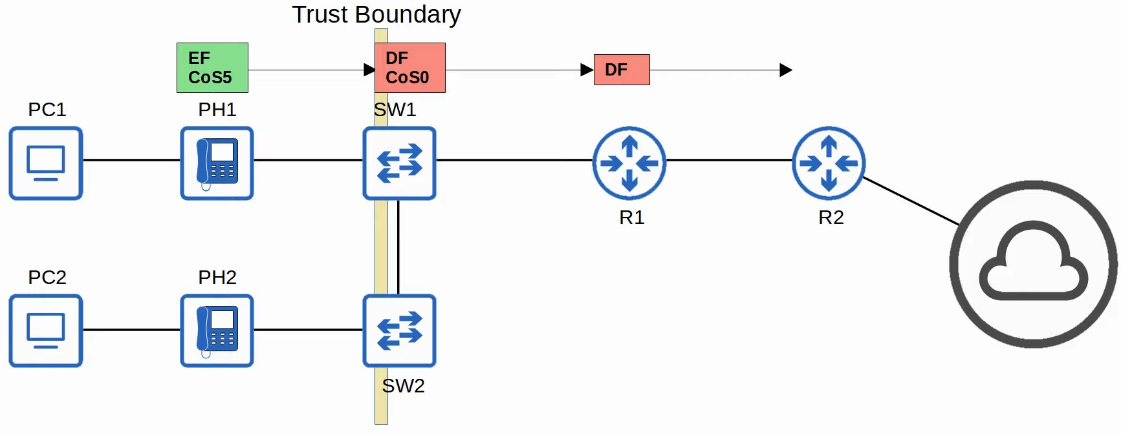 Trust Boundary
EF
CoS5
DF
CoS0
DF
PC1
PH1
SW1
R1
R2
PC2
PH2
SW2